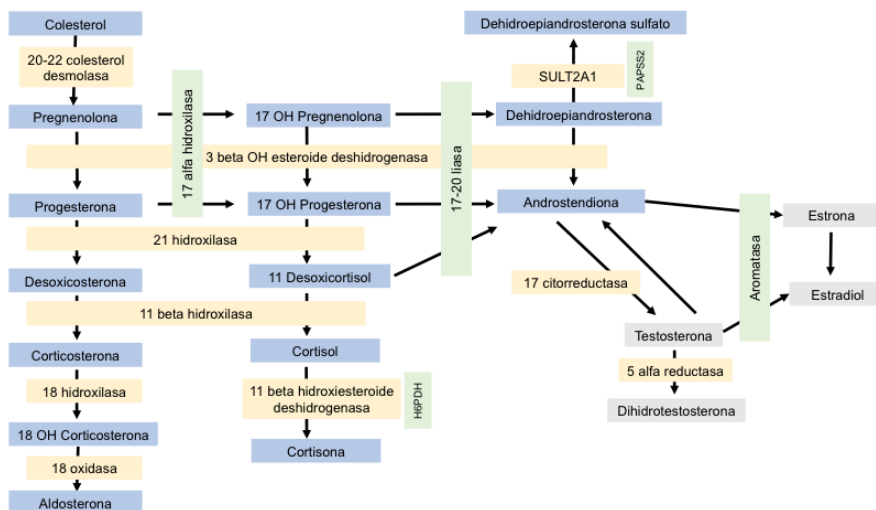 Colesterol
Dehidroepiandrosterona sulfato
20-22 colesterol
desmolasa
SULT2A1
PAPSS2
17 alfa hidroxilasa
17-20 liasa
Pregnenolona
17 OH Pregnenolona
Dehidroepiandrosterona
3 beta OH esteroide deshidrogenasa
Progesterona
17 OH Progesterona
Androstendiona
Estrona
21 hidroxilasa
Aromatasa
Desoxicosterona
11 Desoxicortisol
17 citorreductasa
Estradiol
11 beta hidroxilasa
Testosterona
Corticosterona
Cortisol
5 alfa reductasa
18 hidroxilasa
11 beta hidroxiesteroide
deshidrogenasa
H6PDH
Dihidrotestosterona
18 OH Corticosterona
Cortisona
18 oxidasa
Aldosterona